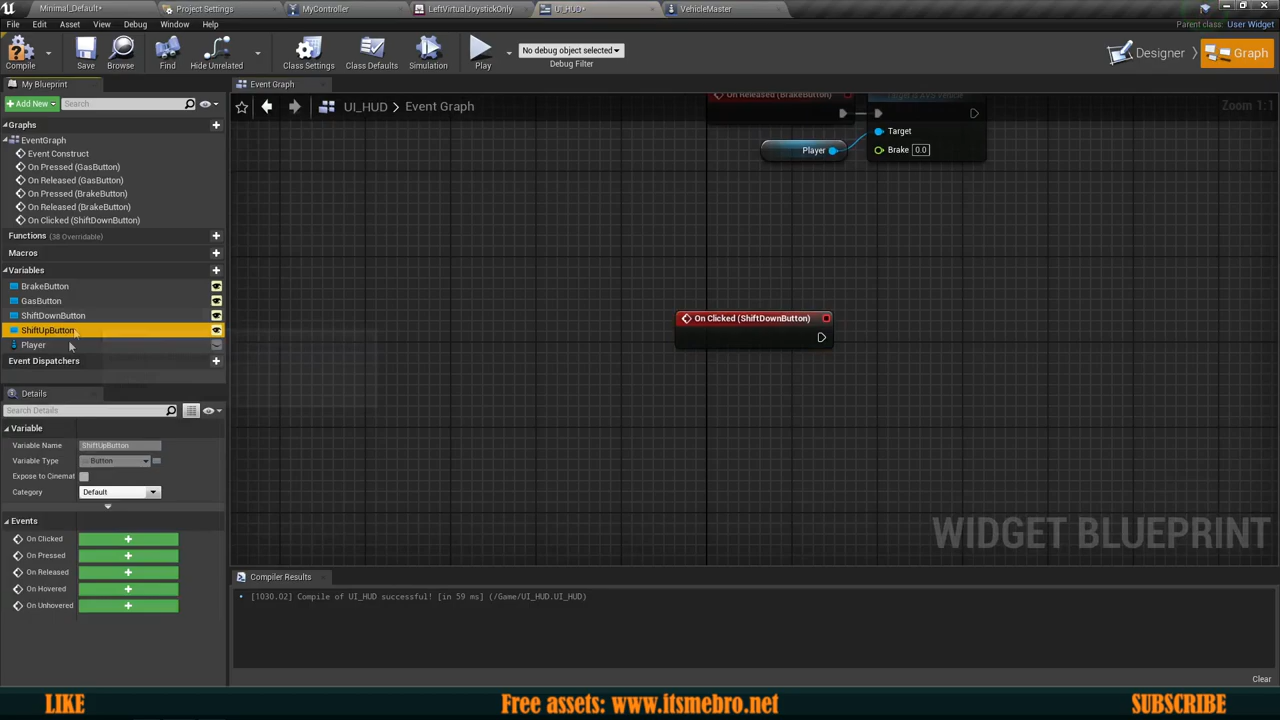 Minimal_Default*
Project Settings
MyController
LeftVirtualJoystickOnly
UI_HUD*
VehicleMaster
File Edit Asset View Debug Window Help
Parent class: User Widget
Compile
Save
Browse
Find
Hide Unrelated
Class Settings
Class Defaults
Simulation
Play
No debug object selected
Debug Filter
Designer
Graph
My Blueprint
Add New
Search
Event Graph
UI_HUD > Event Graph
Zoom 1:1
Graphs
EventGraph
Event Construct
On Pressed (GasButton)
On Released (GasButton)
On Pressed (BrakeButton)
On Released (BrakeButton)
On Clicked (ShiftDownButton)
Functions (38 Overridable)
Macros
Variables
BrakeButton
GasButton
ShiftDownButton
ShiftUpButton
Player
Event Dispatchers
On Released (BrakeButton)
Target
Player
Brake 0.0
On Clicked (ShiftDownButton)
Details
Search Details
Variable
Variable Name ShiftUpButton
Variable Type Button
Expose to Cinemat
Category Default
Events
On Clicked
On Pressed
On Released
On Hovered
On Unhovered
WIDGET BLUEPRINT
Compiler Results
[1030.02] Compile of UI_HUD successful! [in 59 ms] (/Game/UI_HUD.UI_HUD)
Clear
LIKE
Free assets: www.itsmebro.net
SUBSCRIBE